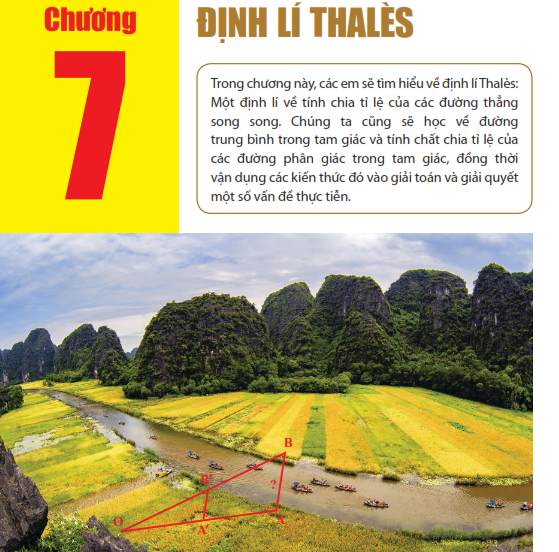 Chương
7
ĐỊNH LÍ THALÈS
Trong chương này, các em sẽ tìm hiểu về định lí Thalès:
Một định lí về tính chia tỉ lệ của các đường thẳng
song song. Chúng ta cũng sẽ học về đường
trung bình trong tam giác và tính chất chia tỉ lệ của
các đường phân giác trong tam giác, đồng thời
vận dụng các kiến thức đó vào giải toán và giải quyết
một số vấn đề thực tiễn.
B
B'
?
O
A'
A